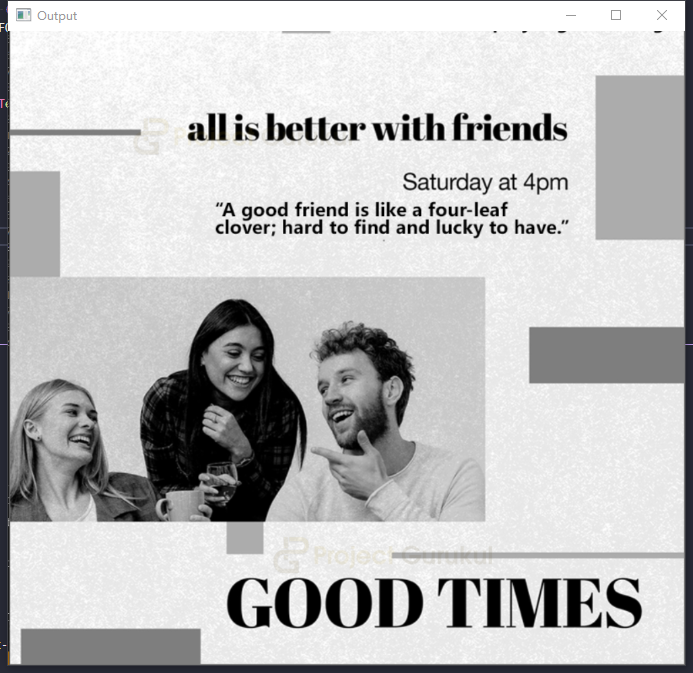 Output
all is better with friends
Saturday at 4pm
“A good friend is like a four-leaf
clover; hard to find and lucky to have.”
Project Gurukul
GOOD TIMES